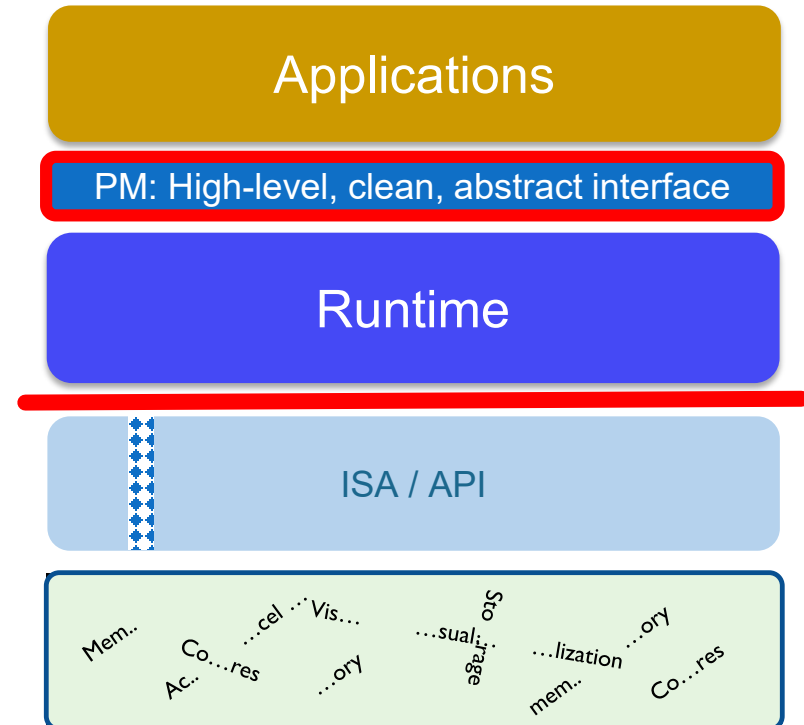 Applications
PM: High-level, clean, abstract interface
Runtime
ISA / API
Mem..
Co…res
Ac..
…cel
…
Vis…
…ory
…sual…
Sto
…rage
…lization
mem..
…ory
Co…res